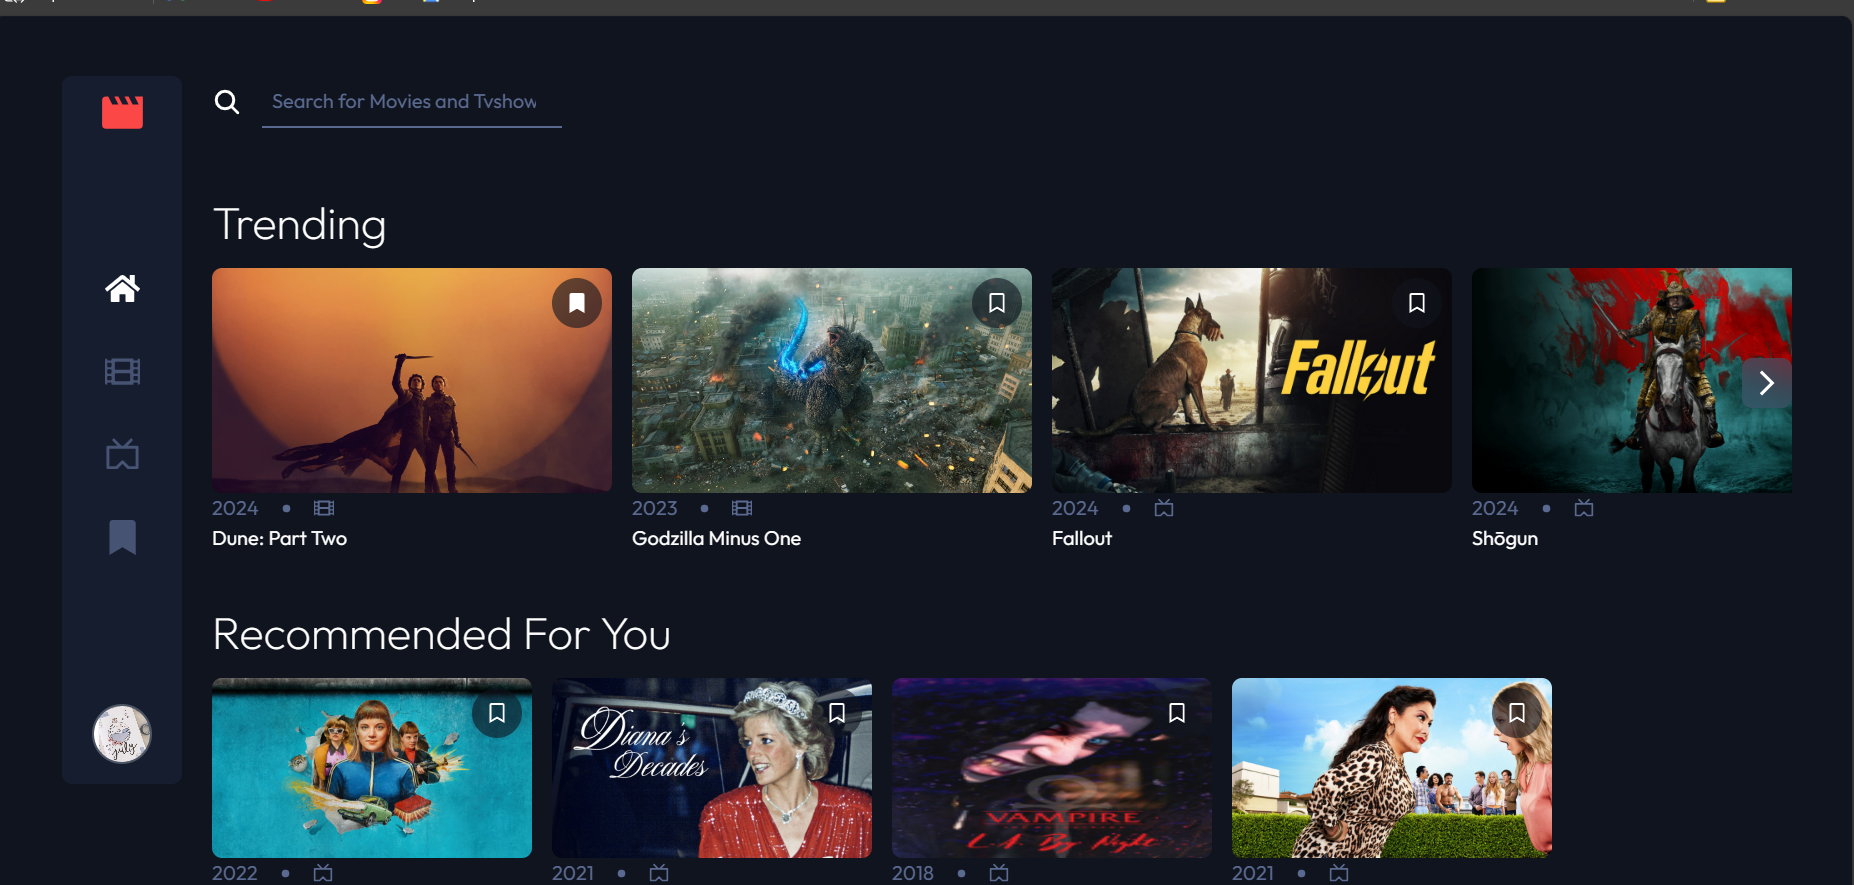 Search for Movies and Tvshow
Trending
Fallout
2024
2023
2024
2024
Dune: Part Two
Godzilla Minus One
Fallout
Shōgun
Recommended For You
Diana's
Decades
VAMPIRE
L.A. By Night
july
2022
2021
2018
2021